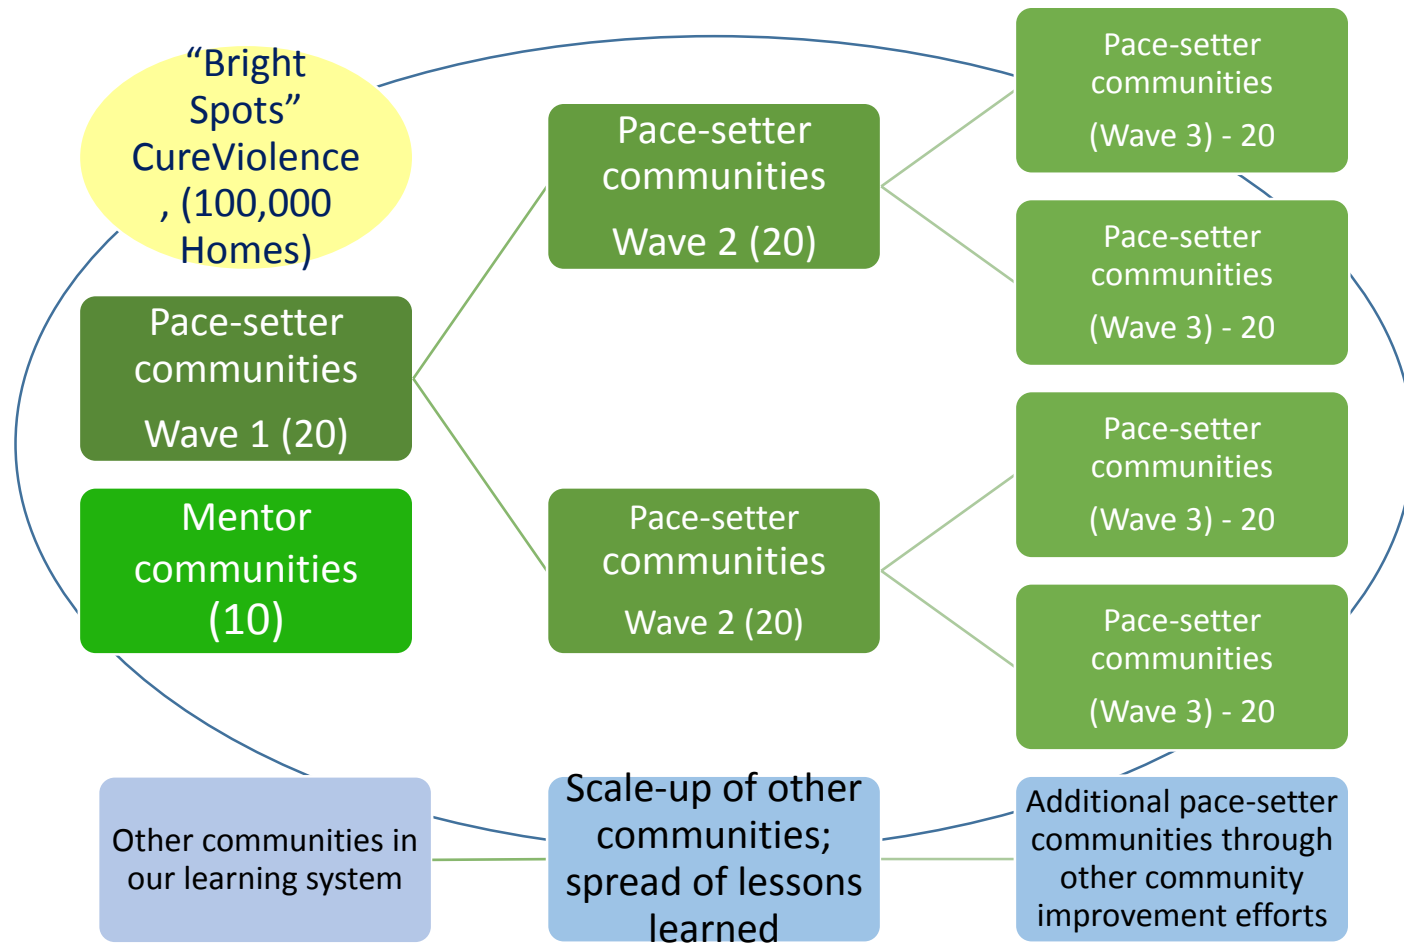 “Bright
Spots”
CureViolence
, (100,000
Homes)
Pace-setter
communities
Wave 1 (20)
Mentor
communities
(10)
Pace-setter
communities
Wave 2 (20)
Pace-setter
communities
Wave 2 (20)
Pace-setter
communities
(Wave 3) - 20
Pace-setter
communities
(Wave 3) - 20
Pace-setter
communities
(Wave 3) - 20
Pace-setter
communities
(Wave 3) - 20
Other communities in
our learning system
Scale-up of other
communities;
spread of lessons
learned
Additional pace-setter
communities through
other community
improvement efforts